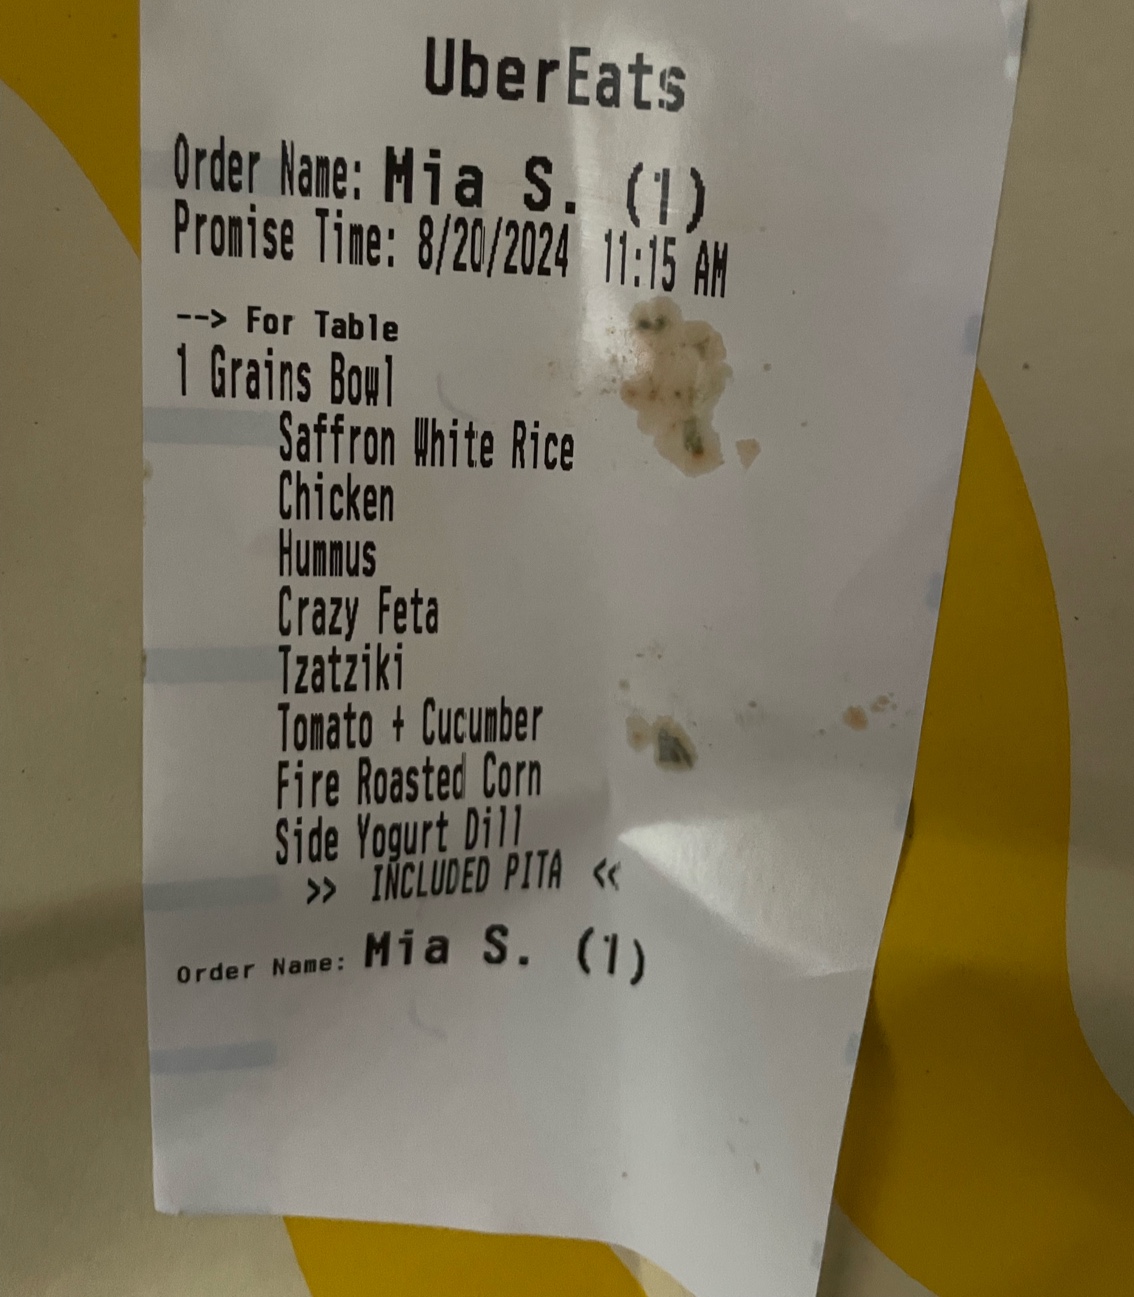 UberEats
Order Name: Mia S. (1)
Promise Time: 8/20/2024 11:15 AM
--> For Table
1 Grains Bowl
Saffron White Rice
Chicken
Hummus
Crazy Feta
Tzatziki
Tomato + Cucumber
Fire Roasted Corn
Side Yogurt Dill
>> INCLUDED PITA <<
Order Name: Mia S. (1)